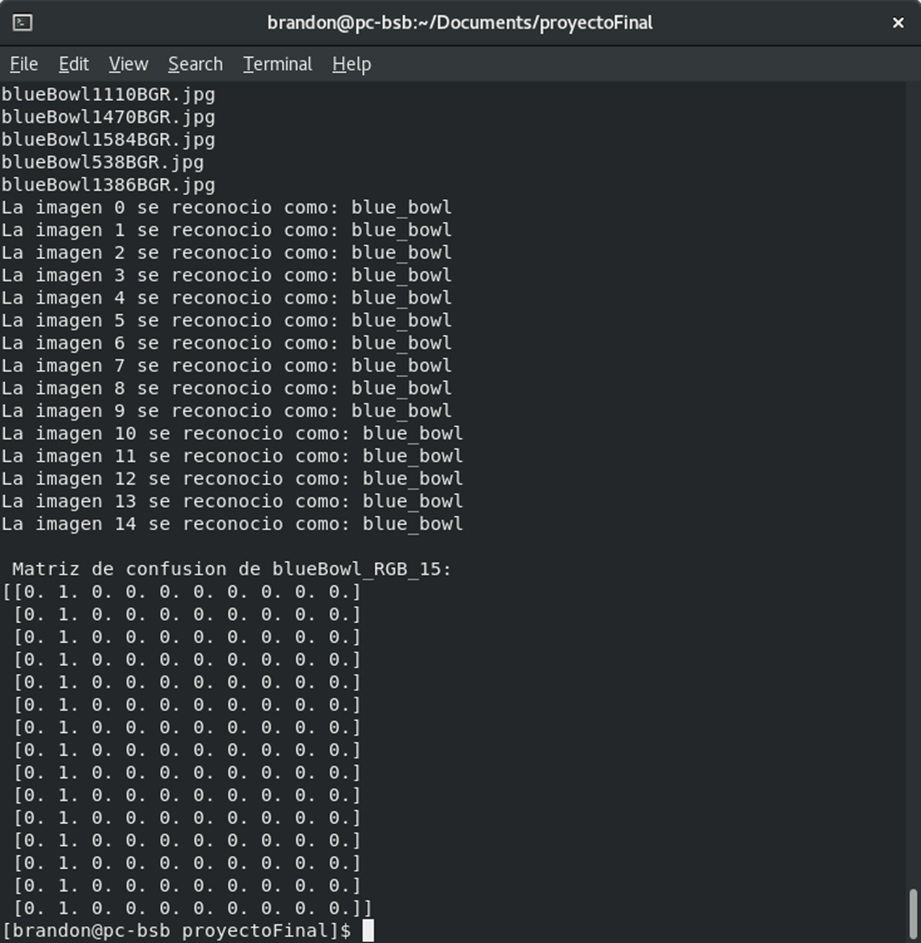 brandon@pc-bsb:~/Documents/proyectoFinal ×
File Edit View Search Terminal Help
blueBowl1110BGR.jpg
blueBowl1470BGR.jpg
blueBowl1584BGR.jpg
blueBowl538BGR.jpg
blueBowl1386BGR.jpg
La imagen 0 se reconocio como: blue_bowl
La imagen 1 se reconocio como: blue_bowl
La imagen 2 se reconocio como: blue_bowl
La imagen 3 se reconocio como: blue_bowl
La imagen 4 se reconocio como: blue_bowl
La imagen 5 se reconocio como: blue_bowl
La imagen 6 se reconocio como: blue_bowl
La imagen 7 se reconocio como: blue_bowl
La imagen 8 se reconocio como: blue_bowl
La imagen 9 se reconocio como: blue_bowl
La imagen 10 se reconocio como: blue_bowl
La imagen 11 se reconocio como: blue_bowl
La imagen 12 se reconocio como: blue_bowl
La imagen 13 se reconocio como: blue_bowl
La imagen 14 se reconocio como: blue_bowl
Matriz de confusion de blueBowl_RGB_15:
[[0. 1. 0. 0. 0. 0. 0. 0. 0. 0.]
[0. 1. 0. 0. 0. 0. 0. 0. 0. 0.]
[0. 1. 0. 0. 0. 0. 0. 0. 0. 0.]
[0. 1. 0. 0. 0. 0. 0. 0. 0. 0.]
[0. 1. 0. 0. 0. 0. 0. 0. 0. 0.]
[0. 1. 0. 0. 0. 0. 0. 0. 0. 0.]
[0. 1. 0. 0. 0. 0. 0. 0. 0. 0.]
[0. 1. 0. 0. 0. 0. 0. 0. 0. 0.]
[0. 1. 0. 0. 0. 0. 0. 0. 0. 0.]
[0. 1. 0. 0. 0. 0. 0. 0. 0. 0.]
[0. 1. 0. 0. 0. 0. 0. 0. 0. 0.]
[0. 1. 0. 0. 0. 0. 0. 0. 0. 0.]
[0. 1. 0. 0. 0. 0. 0. 0. 0. 0.]
[0. 1. 0. 0. 0. 0. 0. 0. 0. 0.]
[0. 1. 0. 0. 0. 0. 0. 0. 0. 0.]]
[brandon@pc-bsb proyectoFinal]$